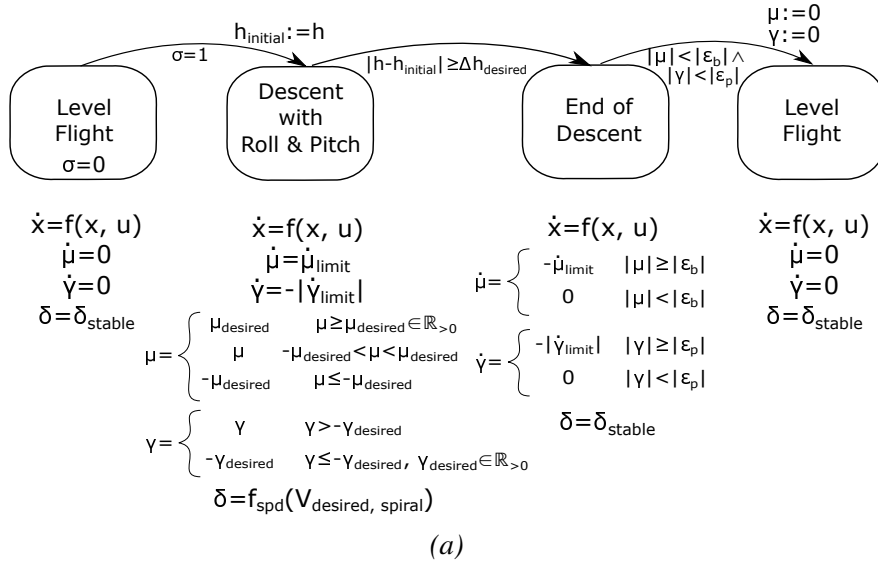 h_initial:=h
σ=1
|h-h_initial|≥Δh_desired
μ:=0
γ:=0
|μ|<|ε_b|∧
|γ|<|ε_p|
Level
Flight
σ=0
Descent
with
Roll & Pitch
End of
Descent
Level
Flight
ẋ=f(x, u)
μ̇=0
γ̇=0
δ=δ_stable
ẋ=f(x, u)
μ̇=μ̇_limit
γ̇=-|γ̇_limit|
μ= { μ_desired μ≥μ_desired∈ℝ_>0
μ -μ_desired<μ<μ_desired
-μ_desired μ≤-μ_desired
γ= { γ γ>-γ_desired
-γ_desired γ≤-γ_desired, γ_desired∈ℝ_>0
δ=f_spd(V_desired, spiral)
ẋ=f(x, u)
μ̇= { -μ̇_limit |μ|≥|ε_b|
0 |μ|<|ε_b|
γ̇= { -|γ̇_limit| |γ|≥|ε_p|
0 |γ|<|ε_p|
δ=δ_stable
ẋ=f(x, u)
μ̇=0
γ̇=0
δ=δ_stable
(a)